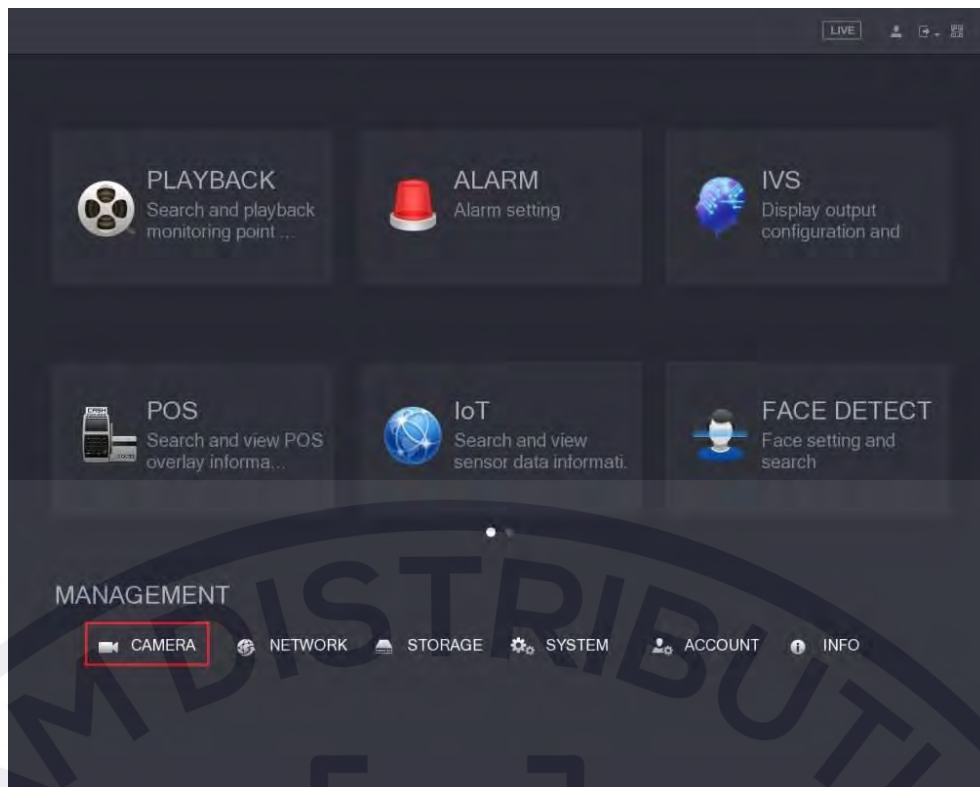 LIVE
PLAYBACK
Search and playback
monitoring point ...
ALARM
Alarm setting
IVS
Display output
configuration and
POS
Search and view POS
overlay informa...
IoT
Search and view
sensor data informati.
FACE DETECT
Face setting and
search
MANAGEMENT
CAMERA NETWORK STORAGE SYSTEM ACCOUNT INFO
M DISTRIBUTI